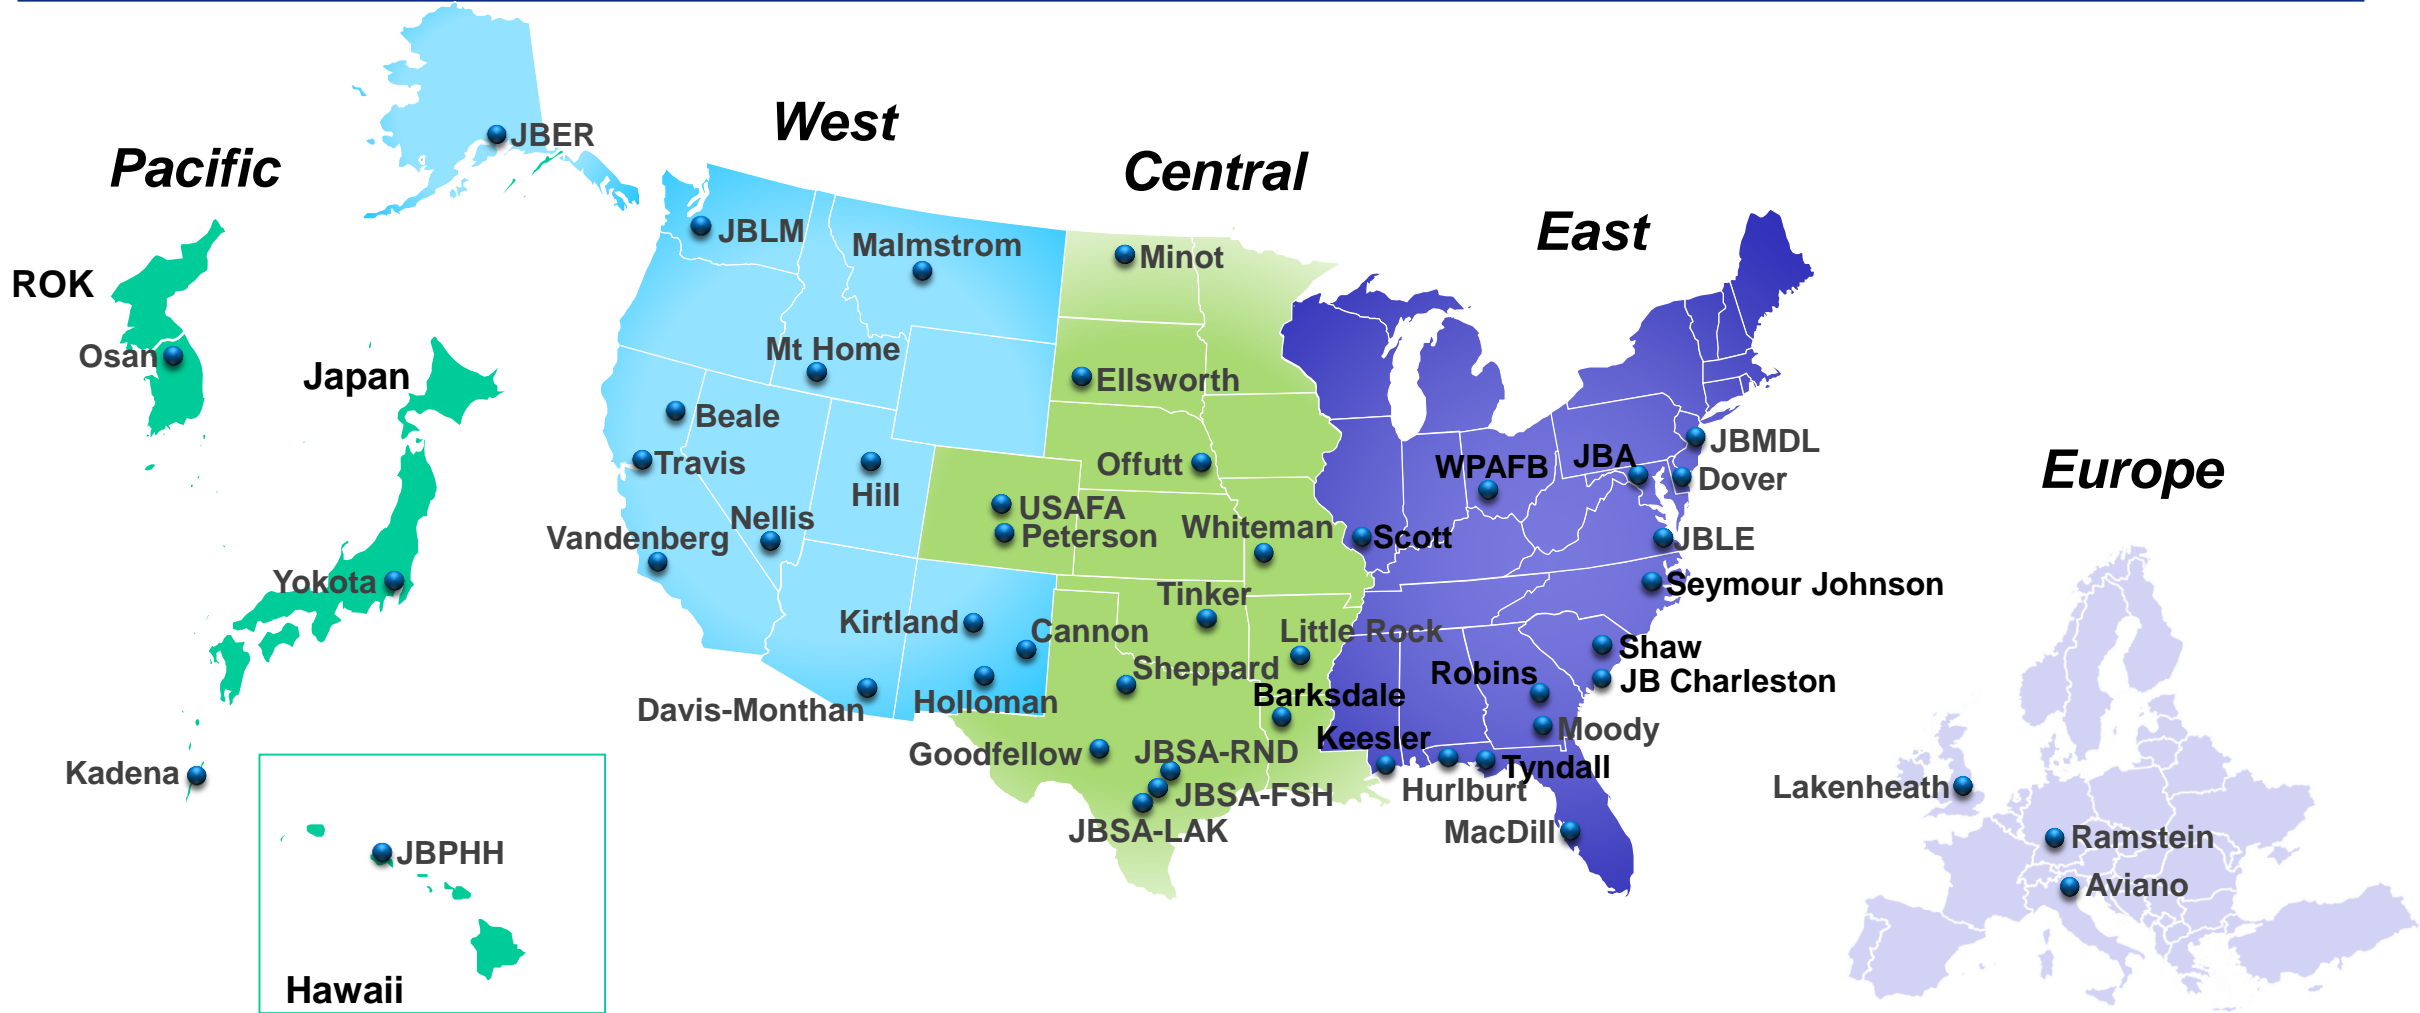 West
Central
East
Pacific
Europe
JBER
ROK
Osan
Japan
Yokota
Kadena
JBPHH
Hawaii
JBLM
Malmstrom
Mt Home
Beale
Travis
Hill
Nellis
Vandenberg
Kirtland
Cannon
Holloman
Davis-Monthan
Minot
Ellsworth
Offutt
USAFA
Peterson
Whiteman
Tinker
Little Rock
Sheppard
Barksdale
Goodfellow
JBSA-RND
JBSA-FSH
JBSA-LAK
WPAFB
JBA
JBMDL
Dover
Scott
JBLE
Seymour Johnson
Shaw
JB Charleston
Robins
Moody
Keesler
Hurlburt
Tyndall
MacDill
Lakenheath
Ramstein
Aviano